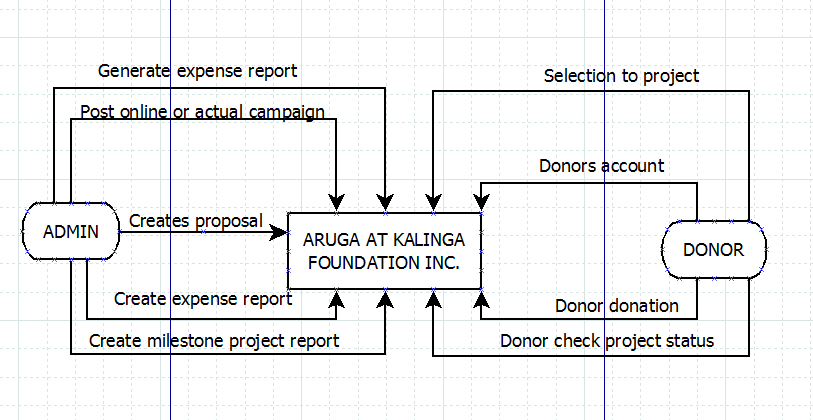 Generate expense report
Selection to project
Post online or actual campaign
Donors account
Creates proposal
ADMIN
ARUGA AT KALINGA
FOUNDATION INC.
DONOR
Create expense report
Donor donation
Create milestone project report
Donor check project status